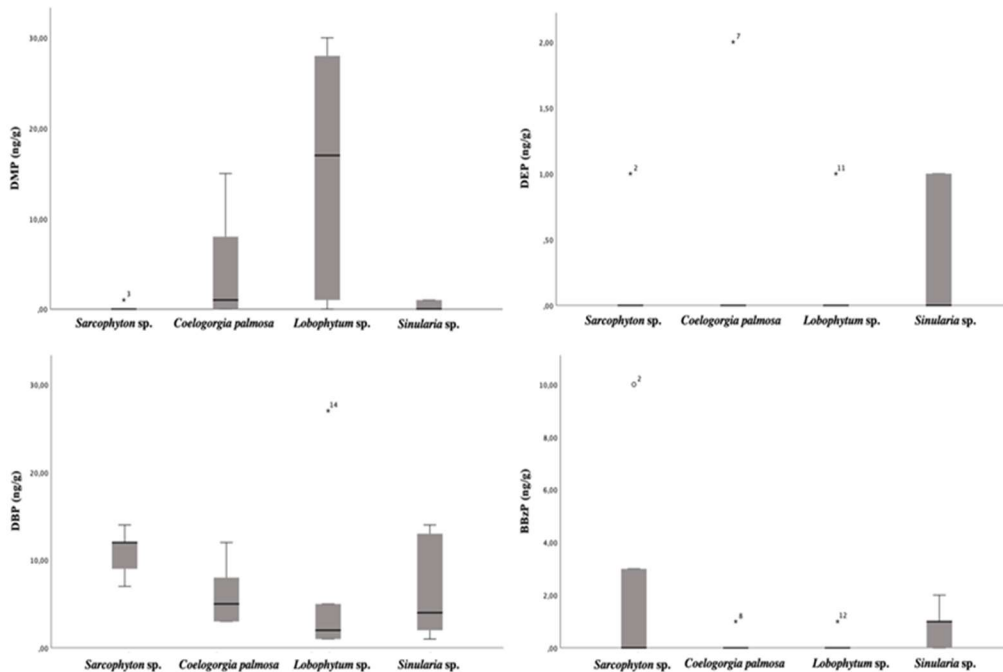 DMP (ng/g)
30,00
20,00
10,00
,00
3
Sarcophyton sp.
Coelogorgia palmosa
Lobophytum sp.
Sinularia sp.
DEP (ng/g)
2,00
1,50
1,00
,50
,00
2
7
11
Sarcophyton sp.
Coelogorgia palmosa
Lobophytum sp.
Sinularia sp.
DBP (ng/g)
30,00
20,00
10,00
,00
14
Sarcophyton sp.
Coelogorgia palmosa
Lobophytum sp.
Sinularia sp.
BBzP (ng/g)
10,00
8,00
6,00
4,00
2,00
,00
2
8
12
Sarcophyton sp.
Coelogorgia palmosa
Lobophytum sp.
Sinularia sp.